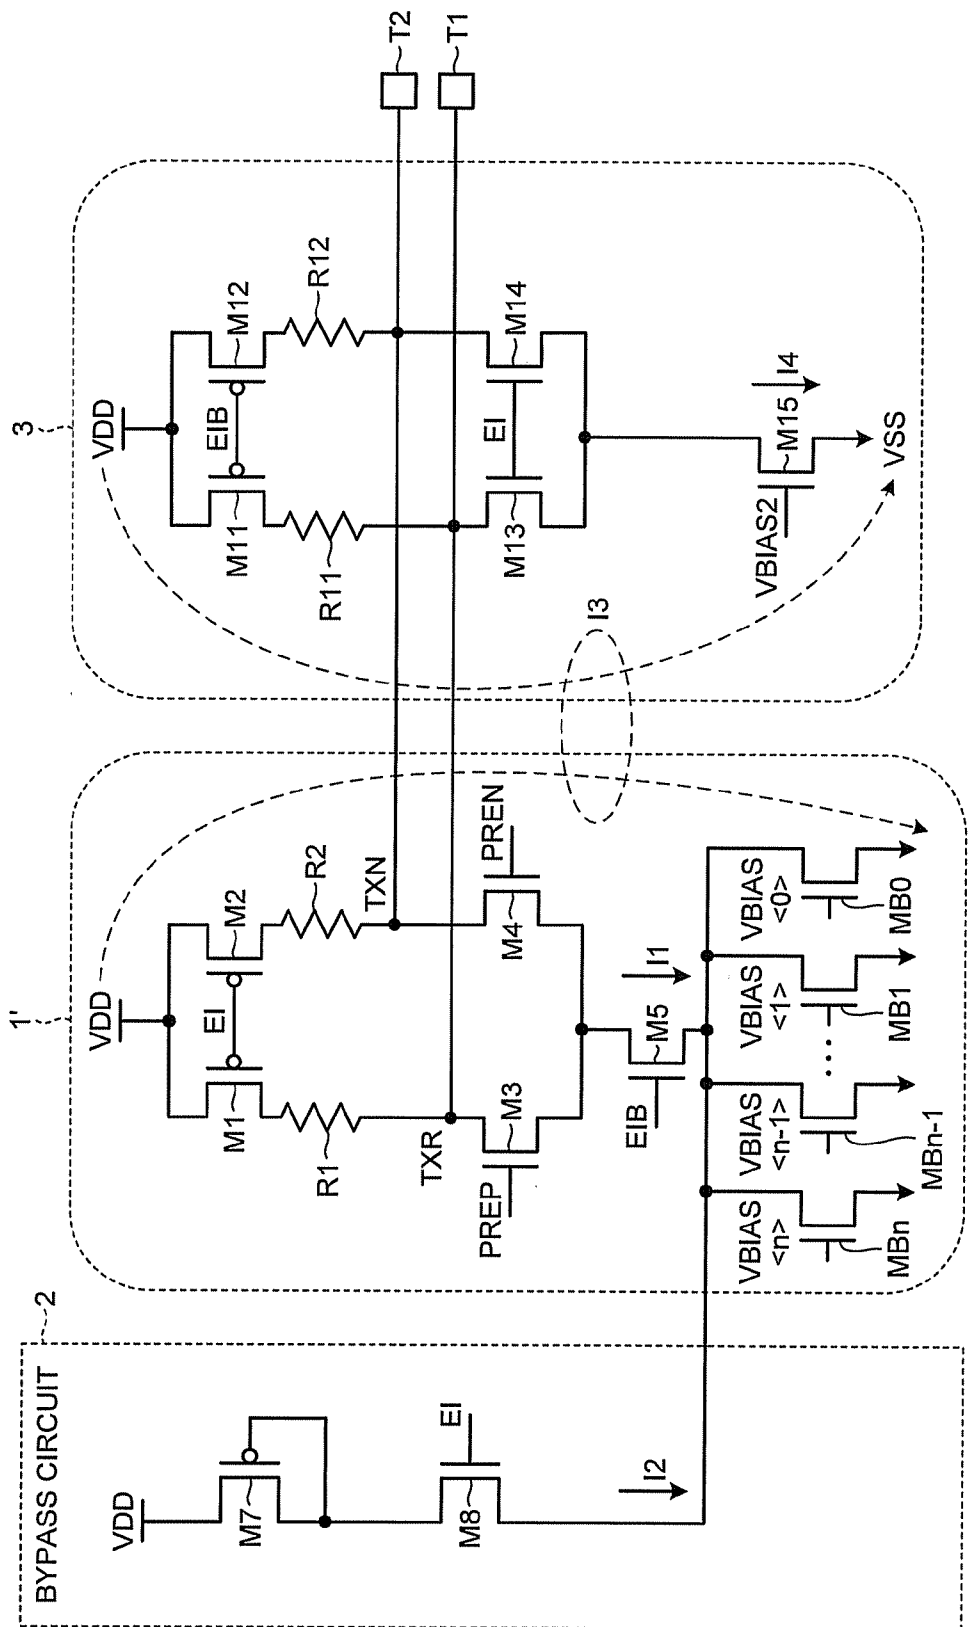 BYPASS CIRCUIT
2
VDD
M7
M8
EI
I2
1'
VDD
EI
M1
M2
R1
R2
TXR
TXN
PREP
M3
M4
PREN
EIB
M5
I1
VBIAS
<n>
VBIAS
<n-1>
VBIAS
<1>
VBIAS
<0>
MBn
MBn-1
MB1
MB0
I3
3
VDD
EIB
M11
M12
R11
R12
EI
M13
M14
VBIAS2
M15
I4
VSS
T2
T1